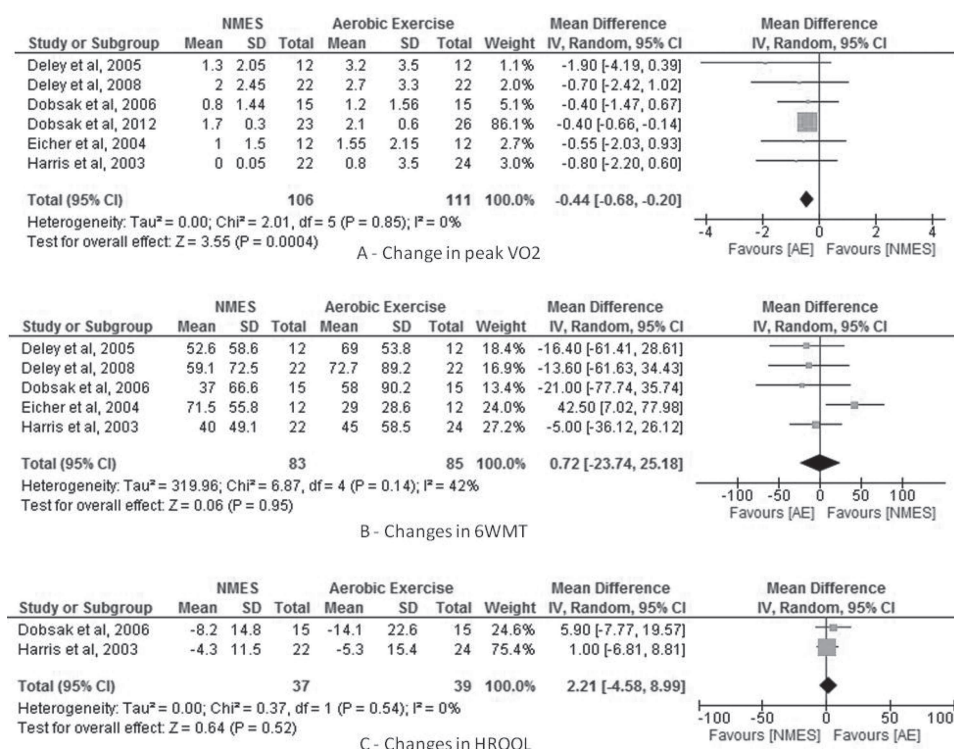 NMES Aerobic Exercise Mean Difference Mean Difference
Study or Subgroup Mean SD Total Mean SD Total Weight IV, Random, 95% CI IV, Random, 95% CI
Deley et al, 2005 1.3 2.05 12 3.2 3.5 12 1.1% -1.90 [-4.19, 0.39]
Deley et al, 2008 2 2.45 22 2.7 3.3 22 2.0% -0.70 [-2.42, 1.02]
Dobsak et al, 2006 0.8 1.44 15 1.2 1.56 15 5.1% -0.40 [-1.47, 0.67]
Dobsak et al, 2012 1.7 0.3 23 2.1 0.6 26 86.1% -0.40 [-0.66, -0.14]
Eicher et al, 2004 1 1.5 12 1.55 2.15 12 2.7% -0.55 [-2.03, 0.93]
Harris et al, 2003 0 0.05 22 0.8 3.5 24 3.0% -0.80 [-2.20, 0.60]
Total (95% CI) 106 111 100.0% -0.44 [-0.68, -0.20]
Heterogeneity: Tau² = 0.00; Chi² = 2.01, df = 5 (P = 0.85); I² = 0%
Test for overall effect: Z = 3.55 (P = 0.0004)
-4 -2 0 2 4
Favours [AE] Favours [NMES]
A - Change in peak VO2
NMES Aerobic Exercise Mean Difference Mean Difference
Study or Subgroup Mean SD Total Mean SD Total Weight IV, Random, 95% CI IV, Random, 95% CI
Deley et al, 2005 52.6 58.6 12 69 53.8 12 18.4% -16.40 [-61.41, 28.61]
Deley et al, 2008 59.1 72.5 22 72.7 89.2 22 16.9% -13.60 [-61.63, 34.43]
Dobsak et al, 2006 37 66.6 15 58 90.2 15 13.4% -21.00 [-77.74, 35.74]
Eicher et al, 2004 71.5 55.8 12 29 28.6 12 24.0% 42.50 [7.02, 77.98]
Harris et al, 2003 40 49.1 22 45 58.5 24 27.2% -5.00 [-36.12, 26.12]
Total (95% CI) 83 85 100.0% 0.72 [-23.74, 25.18]
Heterogeneity: Tau² = 319.96; Chi² = 6.87, df = 4 (P = 0.14); I² = 42%
Test for overall effect: Z = 0.06 (P = 0.95)
-100 -50 0 50 100
Favours [AE] Favours [NMES]
B - Changes in 6WMT
NMES Aerobic Exercise Mean Difference Mean Difference
Study or Subgroup Mean SD Total Mean SD Total Weight IV, Random, 95% CI IV, Random, 95% CI
Dobsak et al, 2006 -8.2 14.8 15 -14.1 22.6 15 24.6% 5.90 [-7.77, 19.57]
Harris et al, 2003 -4.3 11.5 22 -5.3 15.4 24 75.4% 1.00 [-6.81, 8.81]
Total (95% CI) 37 39 100.0% 2.21 [-4.58, 8.99]
Heterogeneity: Tau² = 0.00; Chi² = 0.37, df = 1 (P = 0.54); I² = 0%
Test for overall effect: Z = 0.64 (P = 0.52)
-100 -50 0 50 100
Favours [NMES] Favours [AE]
C - Changes in HRQOL